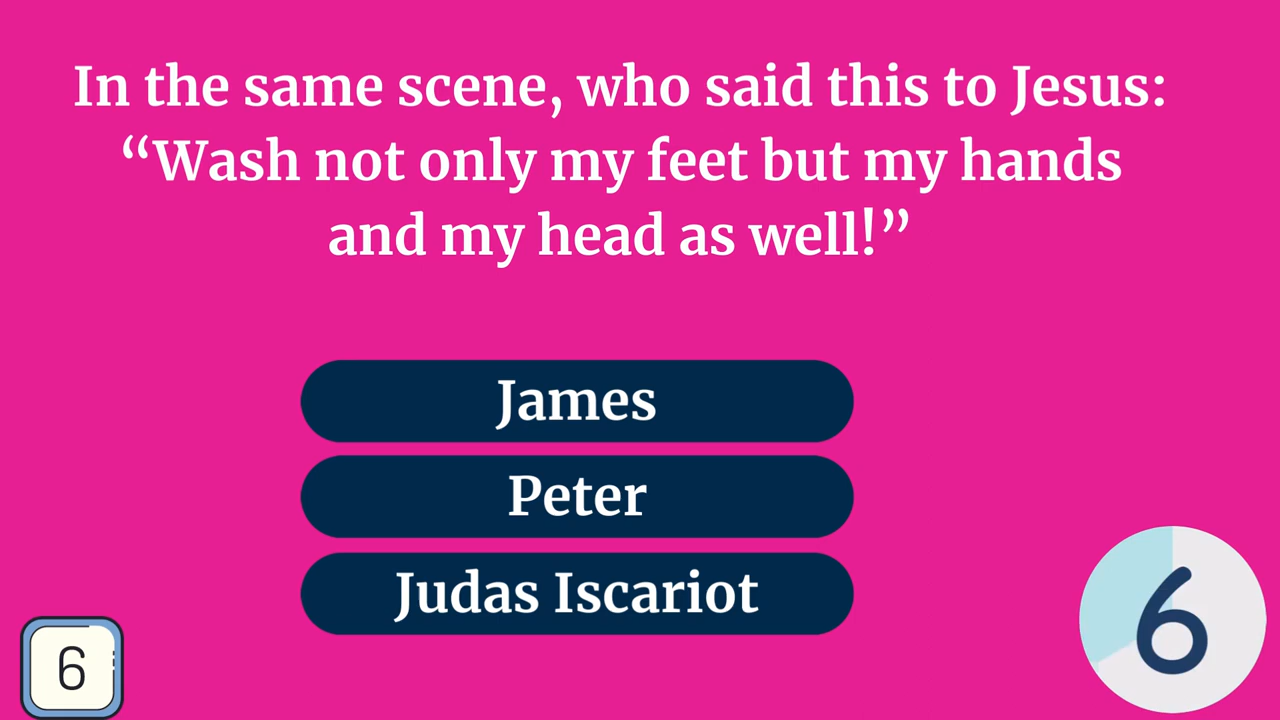 In the same scene, who said this to Jesus:
“Wash not only my feet but my hands
and my head as well!”
James
Peter
Judas Iscariot
6
6